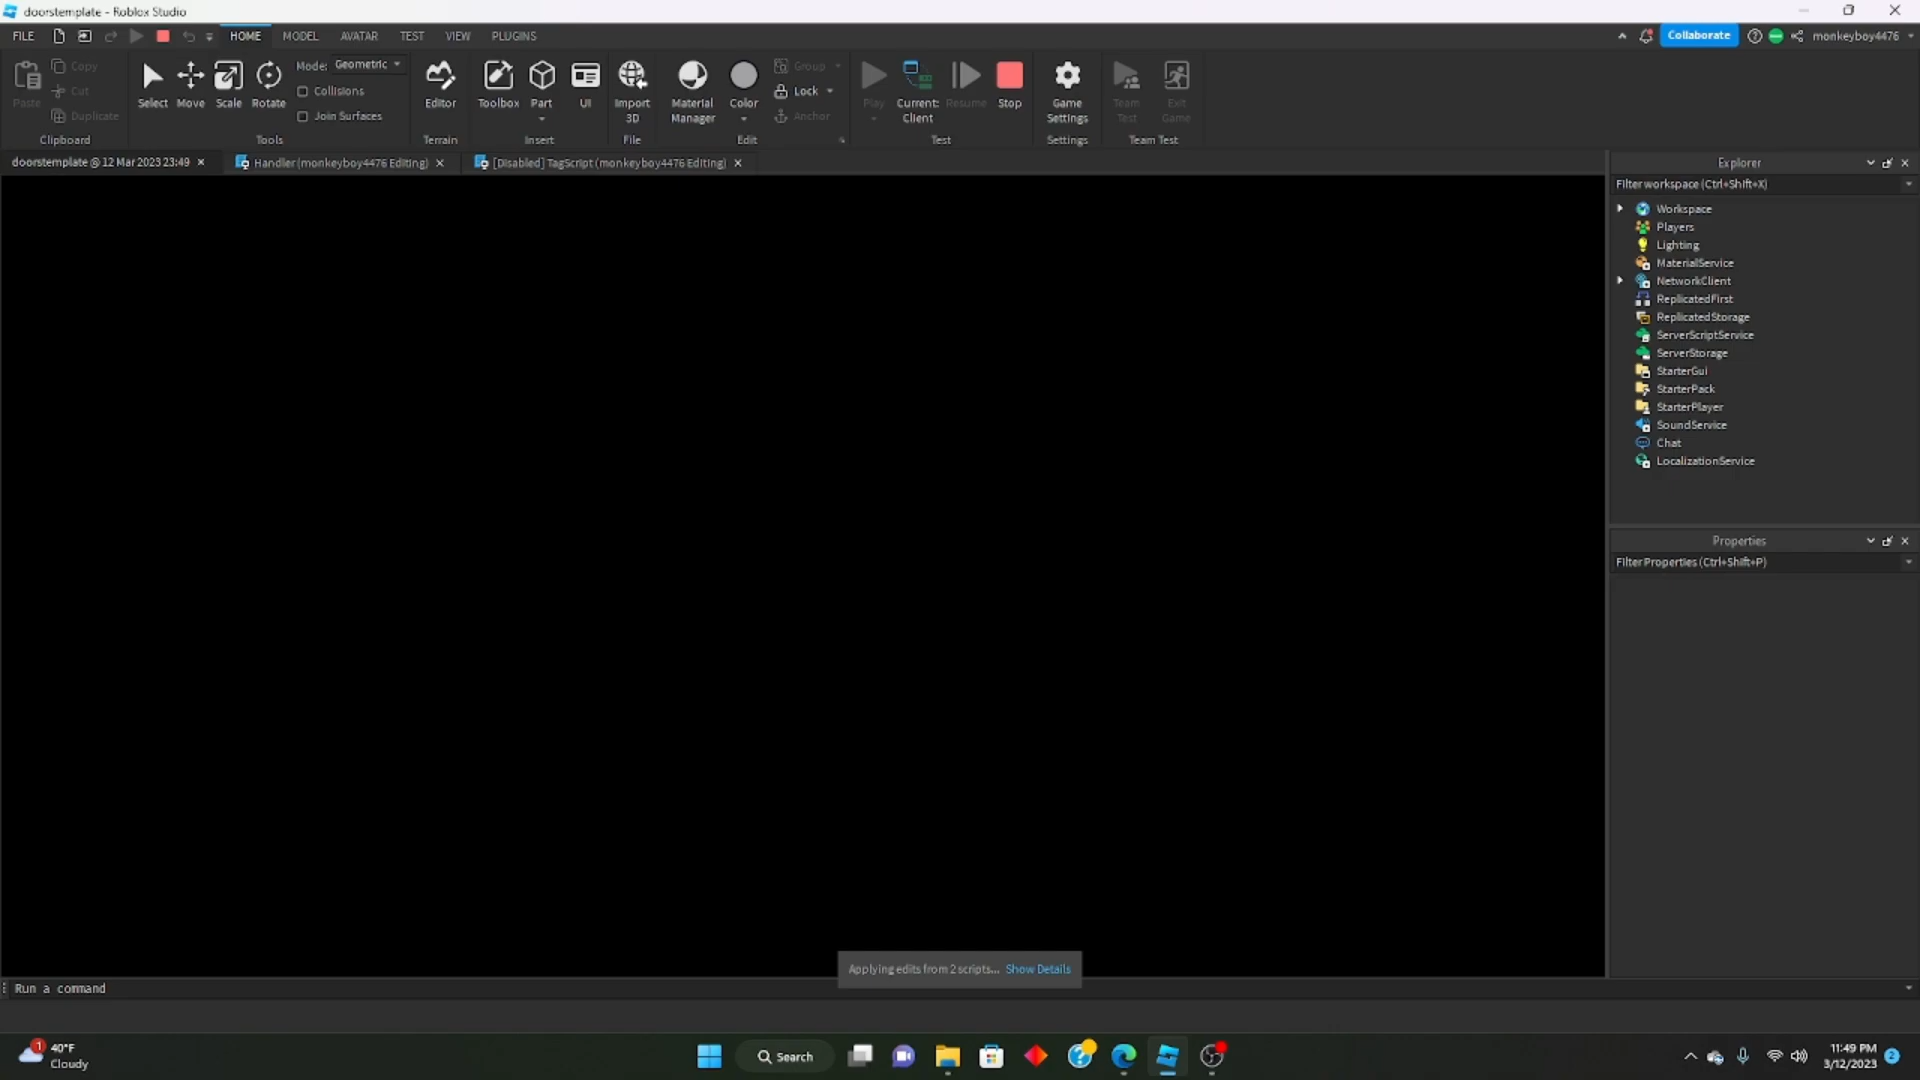 doorstemplate - Roblox Studio
FILE HOME MODEL AVATAR TEST VIEW PLUGINS Collaborate monkeyboy4476
Paste Copy Cut Duplicate Clipboard
Select Move Scale Rotate Mode: Geometric Collisions Join Surfaces Tools
Editor Terrain
Toolbox Part UI Insert
Import 3D File
Material Manager Color Group Lock Anchor Edit
Play Current: Client Resume Stop Test
Game Settings Settings
Team Test Exit Game Team Test
doorstemplate @ 12 Mar 2023 23:49 Handler (monkeyboy4476 Editing) [Disabled] TagScript (monkeyboy4476 Editing)
Explorer
Filter workspace (Ctrl+Shift+X)
Workspace
Players
Lighting
MaterialService
NetworkClient
ReplicatedFirst
ReplicatedStorage
ServerScriptService
ServerStorage
StarterGui
StarterPack
StarterPlayer
SoundService
Chat
LocalizationService
Properties
Filter Properties (Ctrl+Shift+P)
Applying edits from 2 scripts... Show Details
Run a command
1 40°F
Cloudy
Search
11:49 PM
3/12/2023 2